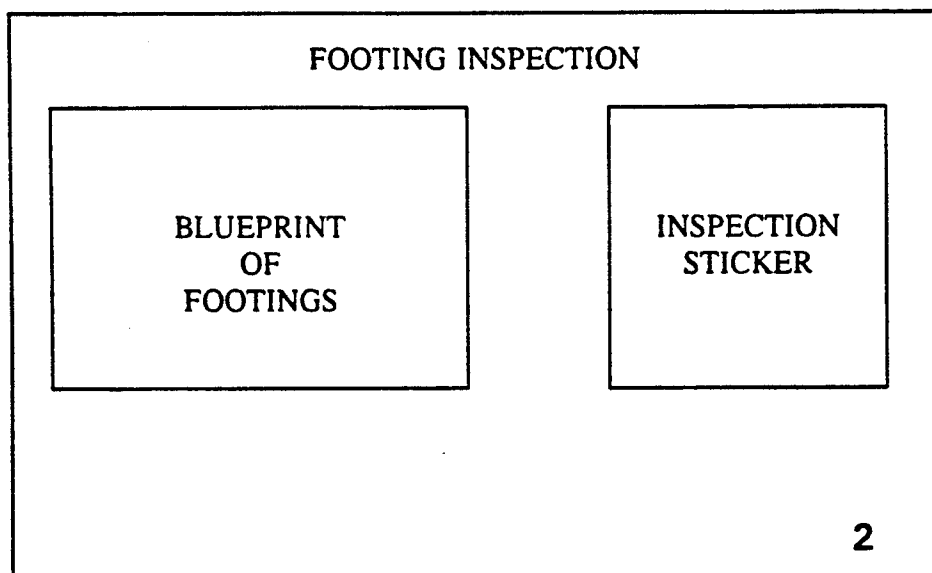 FOOTING INSPECTION
BLUEPRINT
OF
FOOTINGS
INSPECTION
STICKER
2